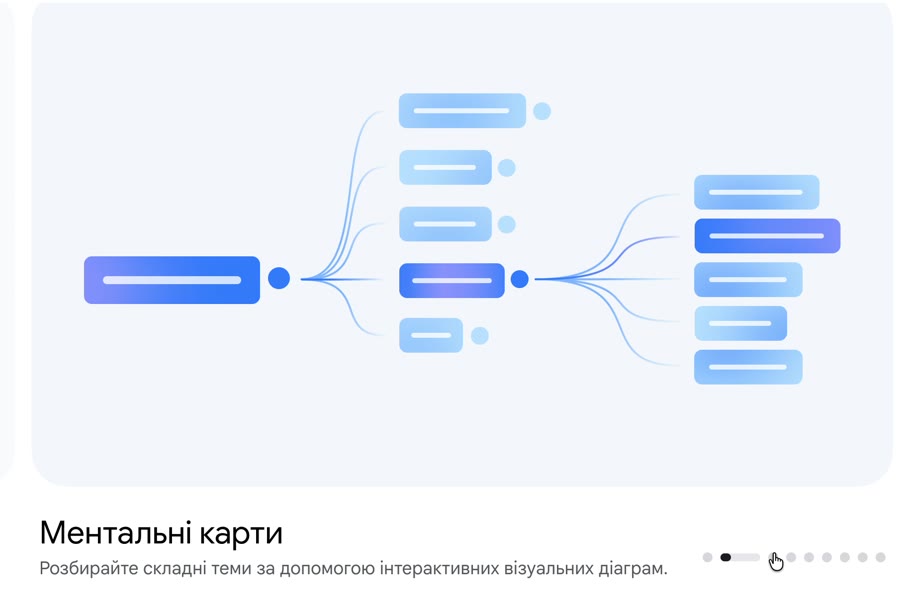 Ментальні карти
Розбирайте складні теми за допомогою інтерактивних візуальних діаграм.